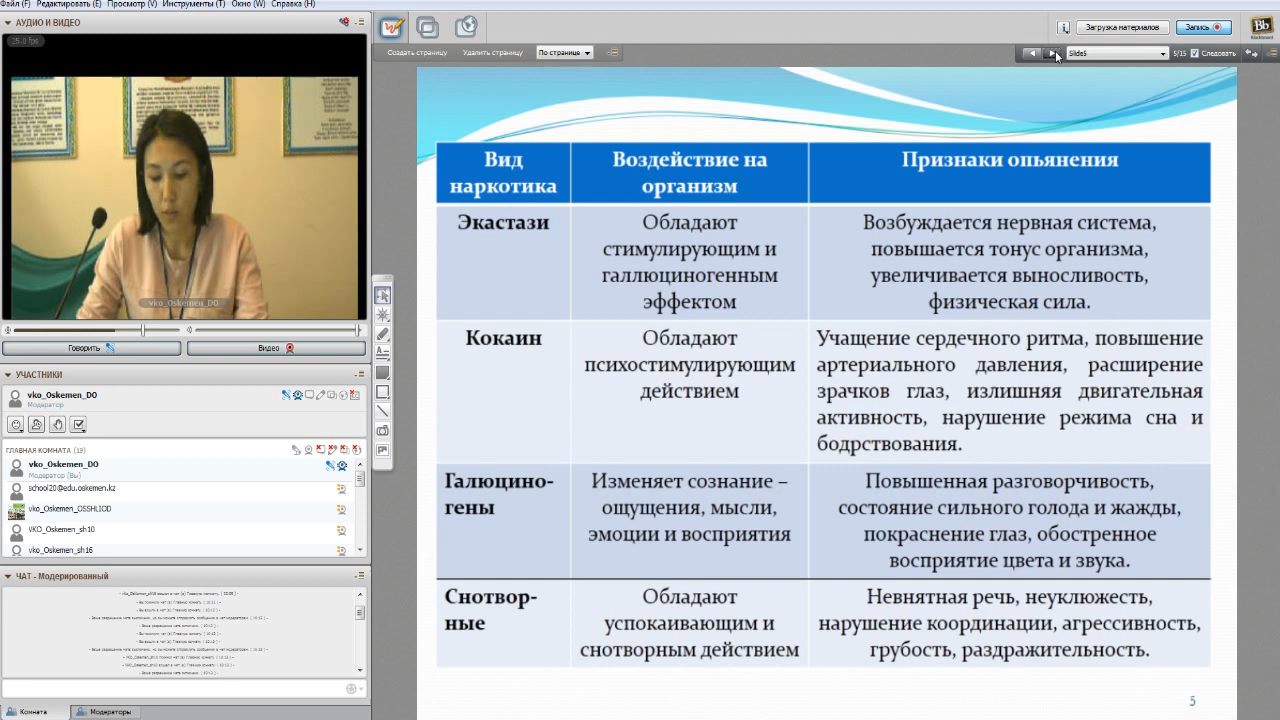 Файл (F) Редактировать (E) Просмотр (V) Инструменты (T) Окно (W) Справка (H)
АУДИО И ВИДЕО
25.0 fps
vko_Oskemen_DO
Говорить
Видео
УЧАСТНИКИ
vko_Oskemen_DO
Модератор
ГЛАВНАЯ КОМНАТА (19)
vko_Oskemen_DO
Модератор (Вы)
school20@edu.oskemen.kz
vko_Oskemen_OSSHLIOD
VKO_Oskemen_sh10
vko_Oskemen_sh16
ЧАТ - Модерированный
Комната
Модераторы
Загрузка материалов
Запись
Bb
Создать страницу
Удалить страницу
По странице
Slide5
5/15
Следовать
Вид наркотика
Воздействие на организм
Признаки опьянения
Экастази
Обладают
стимулирующим и
галлюциногенным
эффектом
Возбуждается нервная система,
повышается тонус организма,
увеличивается выносливость,
физическая сила.
Кокаин
Обладают
психостимулирующим
действием
Учащение сердечного ритма, повышение
артериального давления, расширение
зрачков глаз, излишняя двигательная
активность, нарушение режима сна и
бодрствования.
Галюцино-
гены
Изменяет сознание –
ощущения, мысли,
эмоции и восприятия
Повышенная разговорчивость,
состояние сильного голода и жажды,
покраснение глаз, обостренное
восприятие цвета и звука.
Снотвор-
ные
Обладают
успокаивающим и
снотворным действием
Невнятная речь, неуклюжесть,
нарушение координации, агрессивность,
грубость, раздражительность.
5